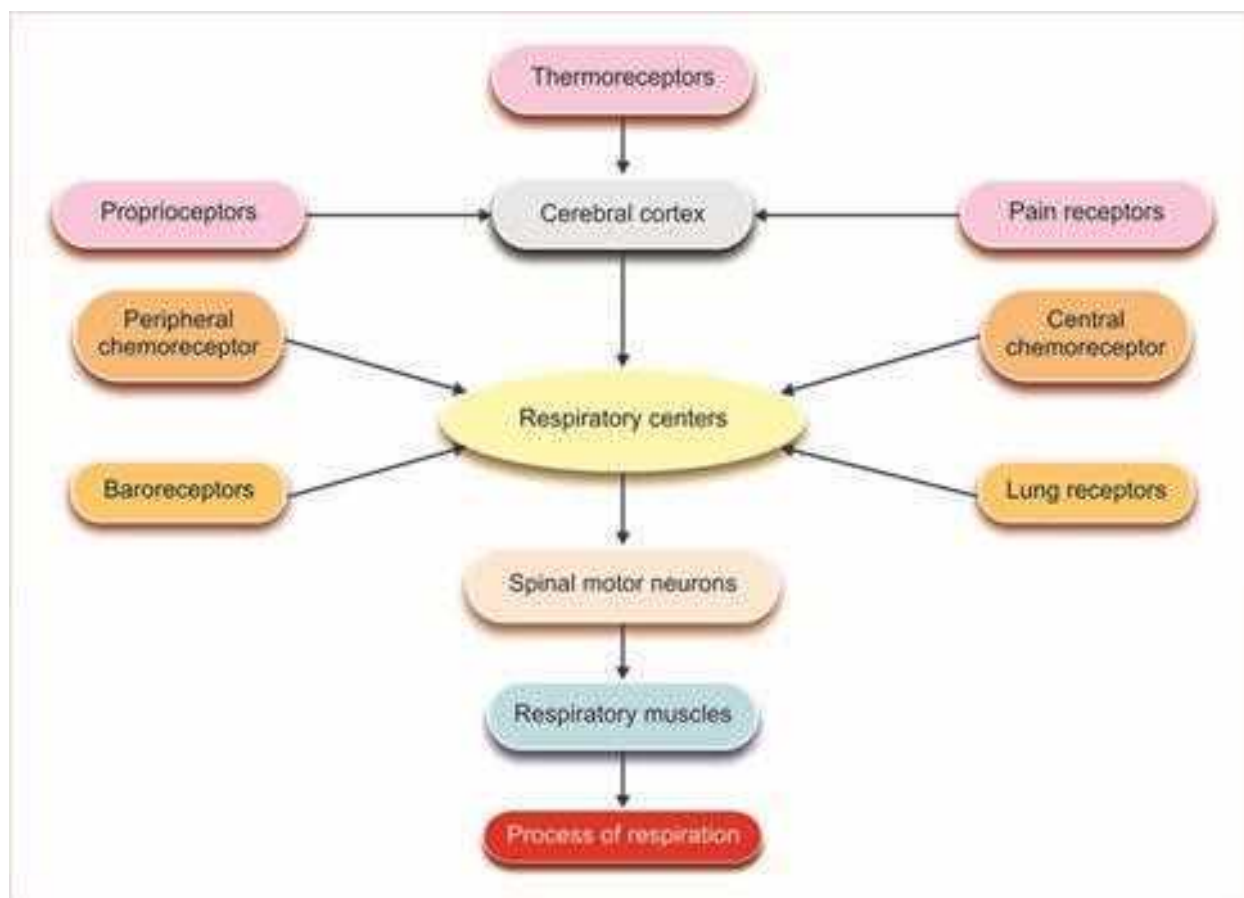 Thermoreceptors
Proprioceptors
Cerebral cortex
Pain receptors
Peripheral
chemoreceptor
Central
chemoreceptor
Respiratory centers
Baroreceptors
Lung receptors
Spinal motor neurons
Respiratory muscles
Process of respiration